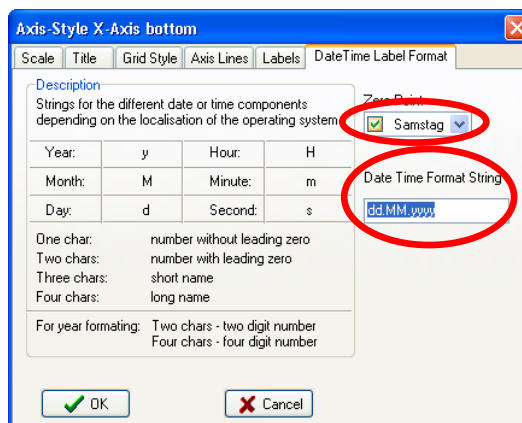 Axis-Style X-Axis bottom
Scale Title Grid Style Axis Lines Labels DateTime Label Format
Description
Strings for the different date or time components
depending on the localisation of the operating system
Year: y Hour: H
Month: M Minute: m
Day: d Second: s
One char: number without leading zero
Two chars: number with leading zero
Three chars: short name
Four chars: long name
For year formating: Two chars - two digit number
Four chars - four digit number
Zero Point
Samstag
Date Time Format String
dd.MM.yyyy
OK Cancel